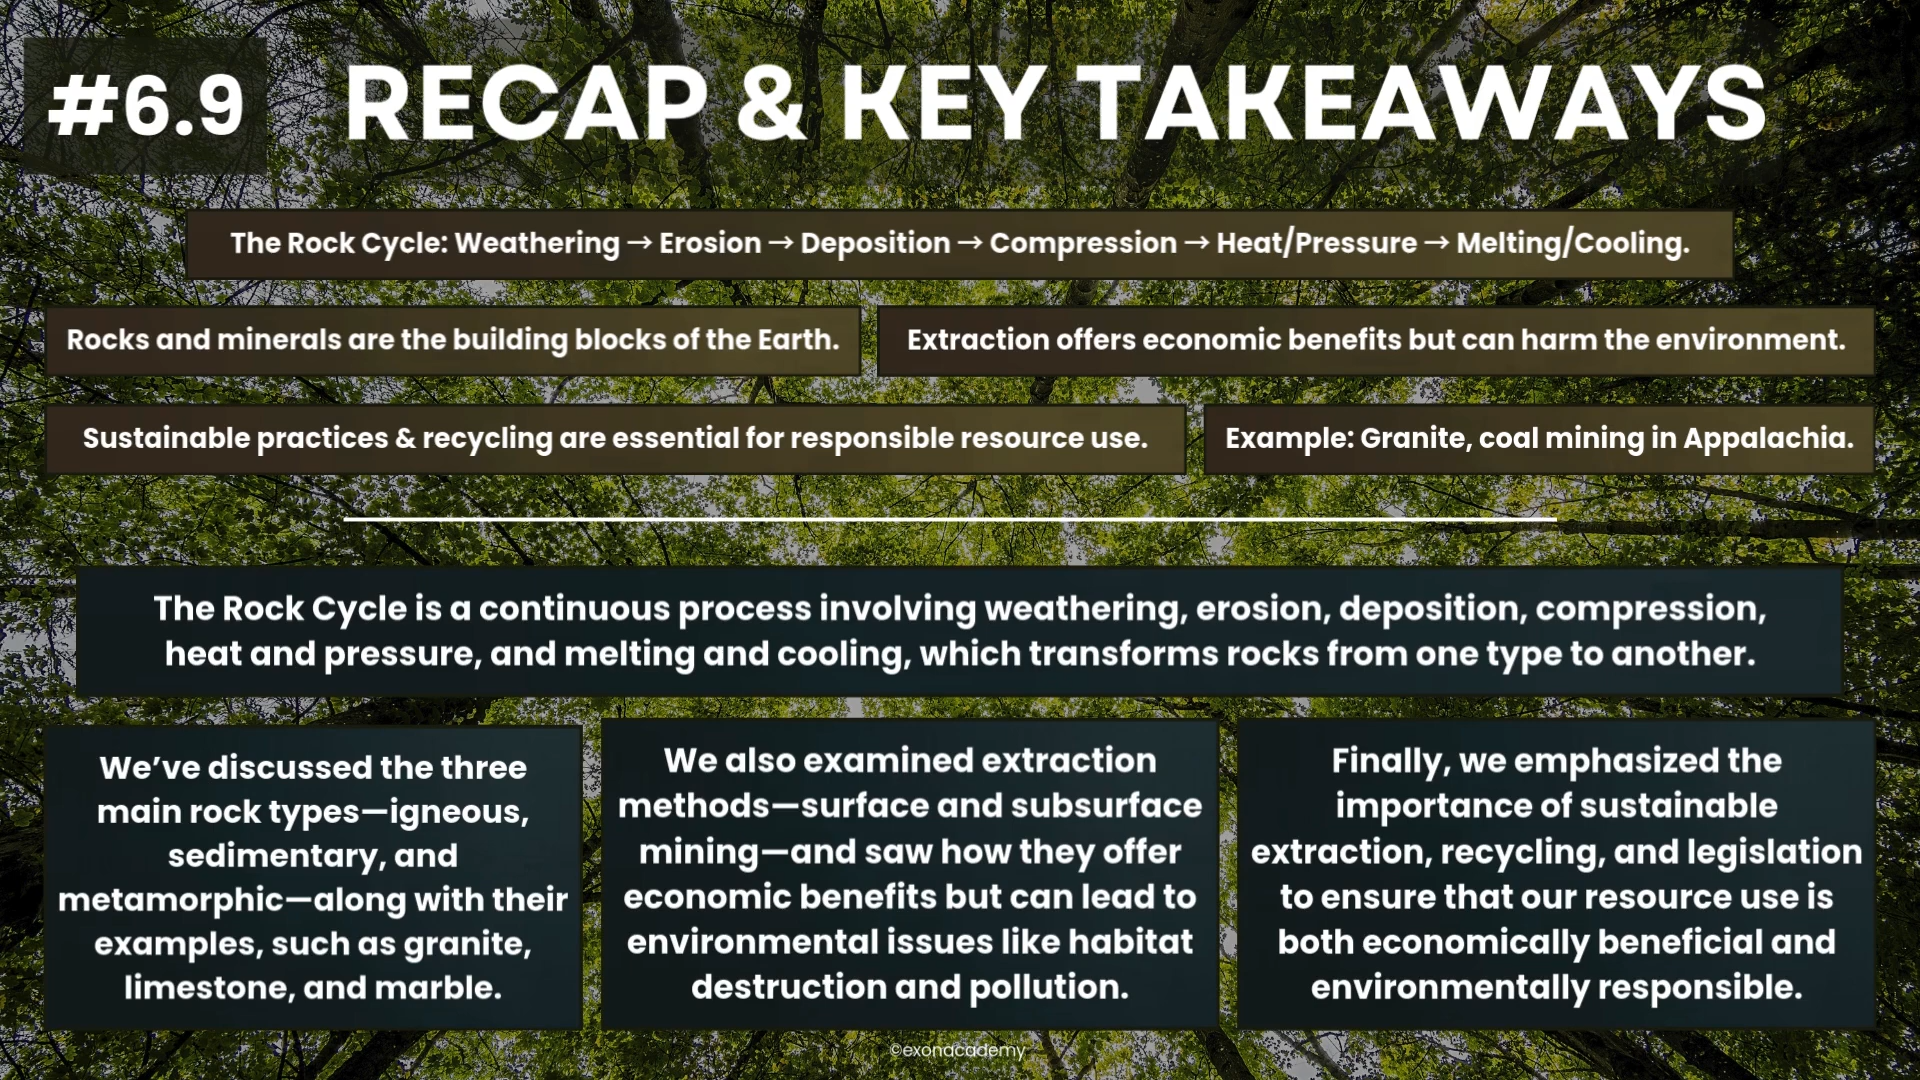 #6.9
RECAP & KEY TAKEAWAYS
The Rock Cycle: Weathering → Erosion → Deposition → Compression → Heat/Pressure → Melting/Cooling.
Rocks and minerals are the building blocks of the Earth.
Extraction offers economic benefits but can harm the environment.
Sustainable practices & recycling are essential for responsible resource use.
Example: Granite, coal mining in Appalachia.
The Rock Cycle is a continuous process involving weathering, erosion, deposition, compression,
heat and pressure, and melting and cooling, which transforms rocks from one type to another.
We’ve discussed the three
main rock types—igneous,
sedimentary, and
metamorphic—along with their
examples, such as granite,
limestone, and marble.
We also examined extraction
methods—surface and subsurface
mining—and saw how they offer
economic benefits but can lead to
environmental issues like habitat
destruction and pollution.
Finally, we emphasized the
importance of sustainable
extraction, recycling, and legislation
to ensure that our resource use is
both economically beneficial and
environmentally responsible.
©exonacademy